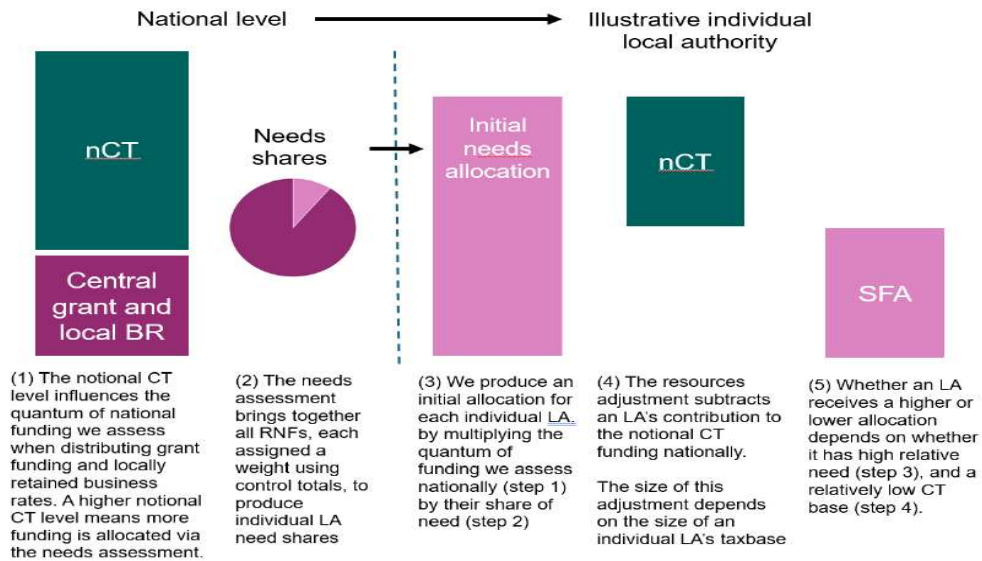 National level
Illustrative individual
local authority
nCT
Central
grant and
local BR
Needs
shares
Initial
needs
allocation
nCT
SFA
(1) The notional CT
level influences the
quantum of national
funding we assess
when distributing grant
funding and locally
retained business
rates. A higher notional
CT level means more
funding is allocated via
the needs assessment.
(2) The needs
assessment
brings together
all RNFs, each
assigned a
weight using
control totals, to
produce
individual LA
need shares
(3) We produce an
initial allocation for
each individual LA.
by multiplying the
quantum of
funding we assess
nationally (step 1)
by their share of
need (step 2)
(4) The resources
adjustment subtracts
an LA's contribution to
the notional CT
funding nationally.
The size of this
adjustment depends
on the size of an
individual LA's taxbase
(5) Whether an LA
receives a higher or
lower allocation
depends on whether
it has high relative
need (step 3), and a
relatively low CT
base (step 4).